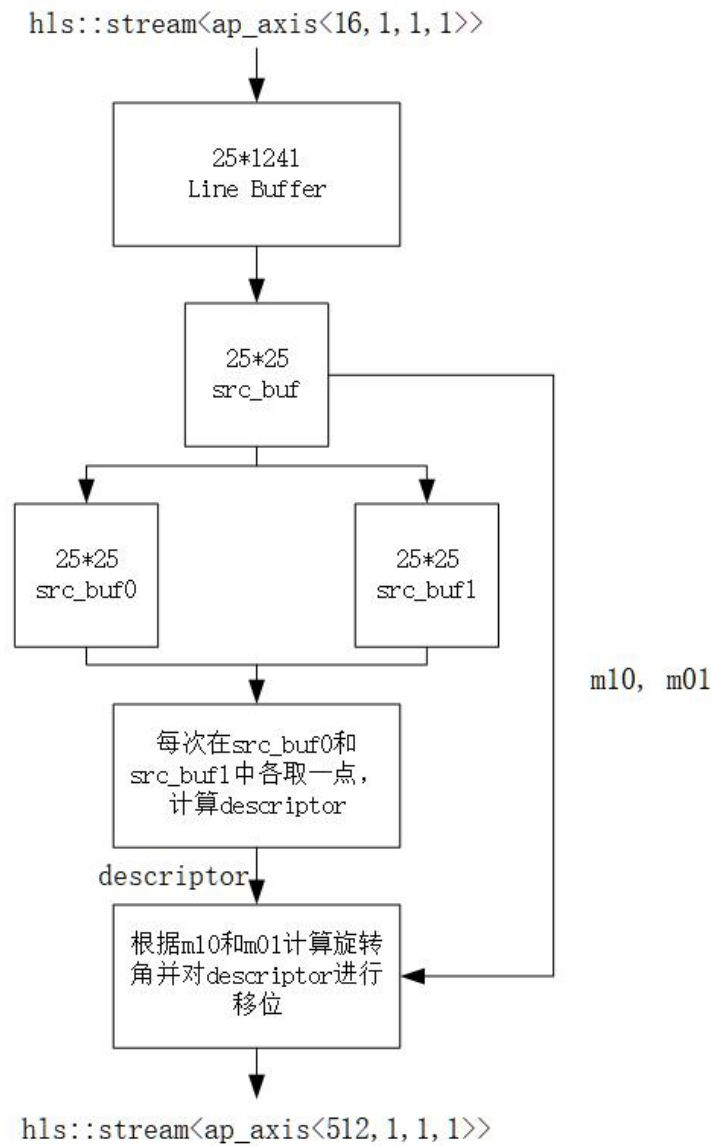 hls::stream<ap_axis<16,1,1,1>>
25*1241
Line Buffer
25*25
src_buf
25*25
src_buf0
25*25
src_buf1
m10, m01
每次在src_buf0和
src_buf1中各取一点，
计算descriptor
descriptor
根据m10和m01计算旋转
角并对descriptor进行
移位
hls::stream<ap_axis<512,1,1,1>>